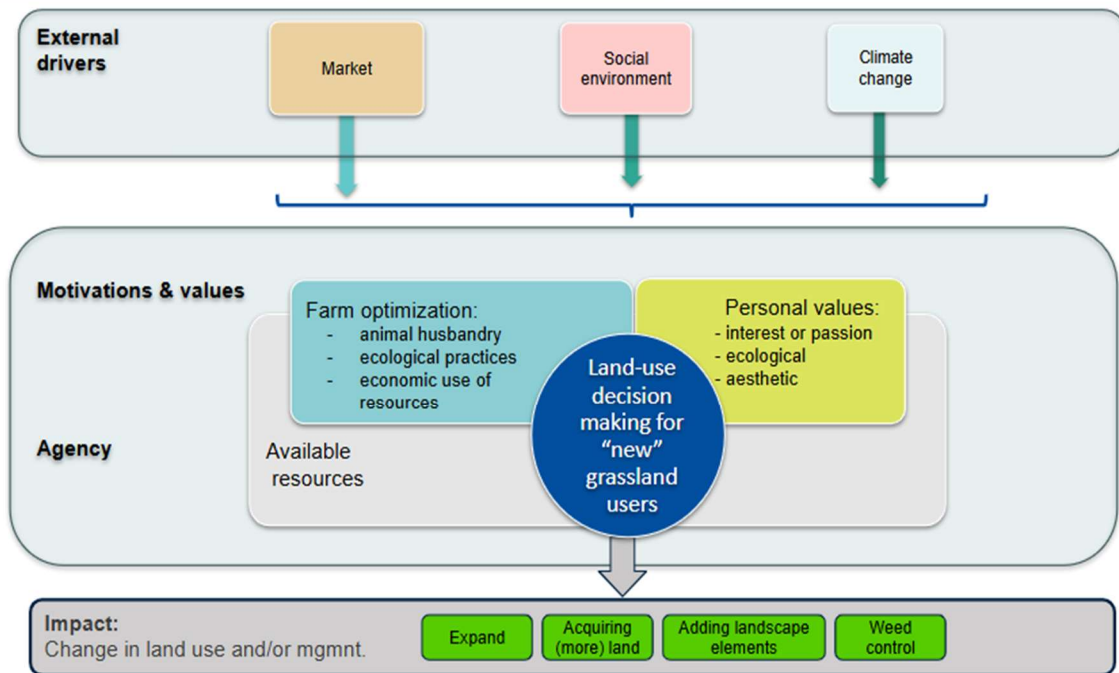 External
drivers
Market
Social
environment
Climate
change
Motivations & values
Farm optimization:
- animal husbandry
- ecological practices
- economic use of
resources
Personal values:
- interest or passion
- ecological
- aesthetic
Land-use
decision
making for
“new”
grassland
users
Agency
Available
resources
Impact:
Change in land use and/or mgmnt.
Expand
Acquiring
(more) land
Adding landscape
elements
Weed
control